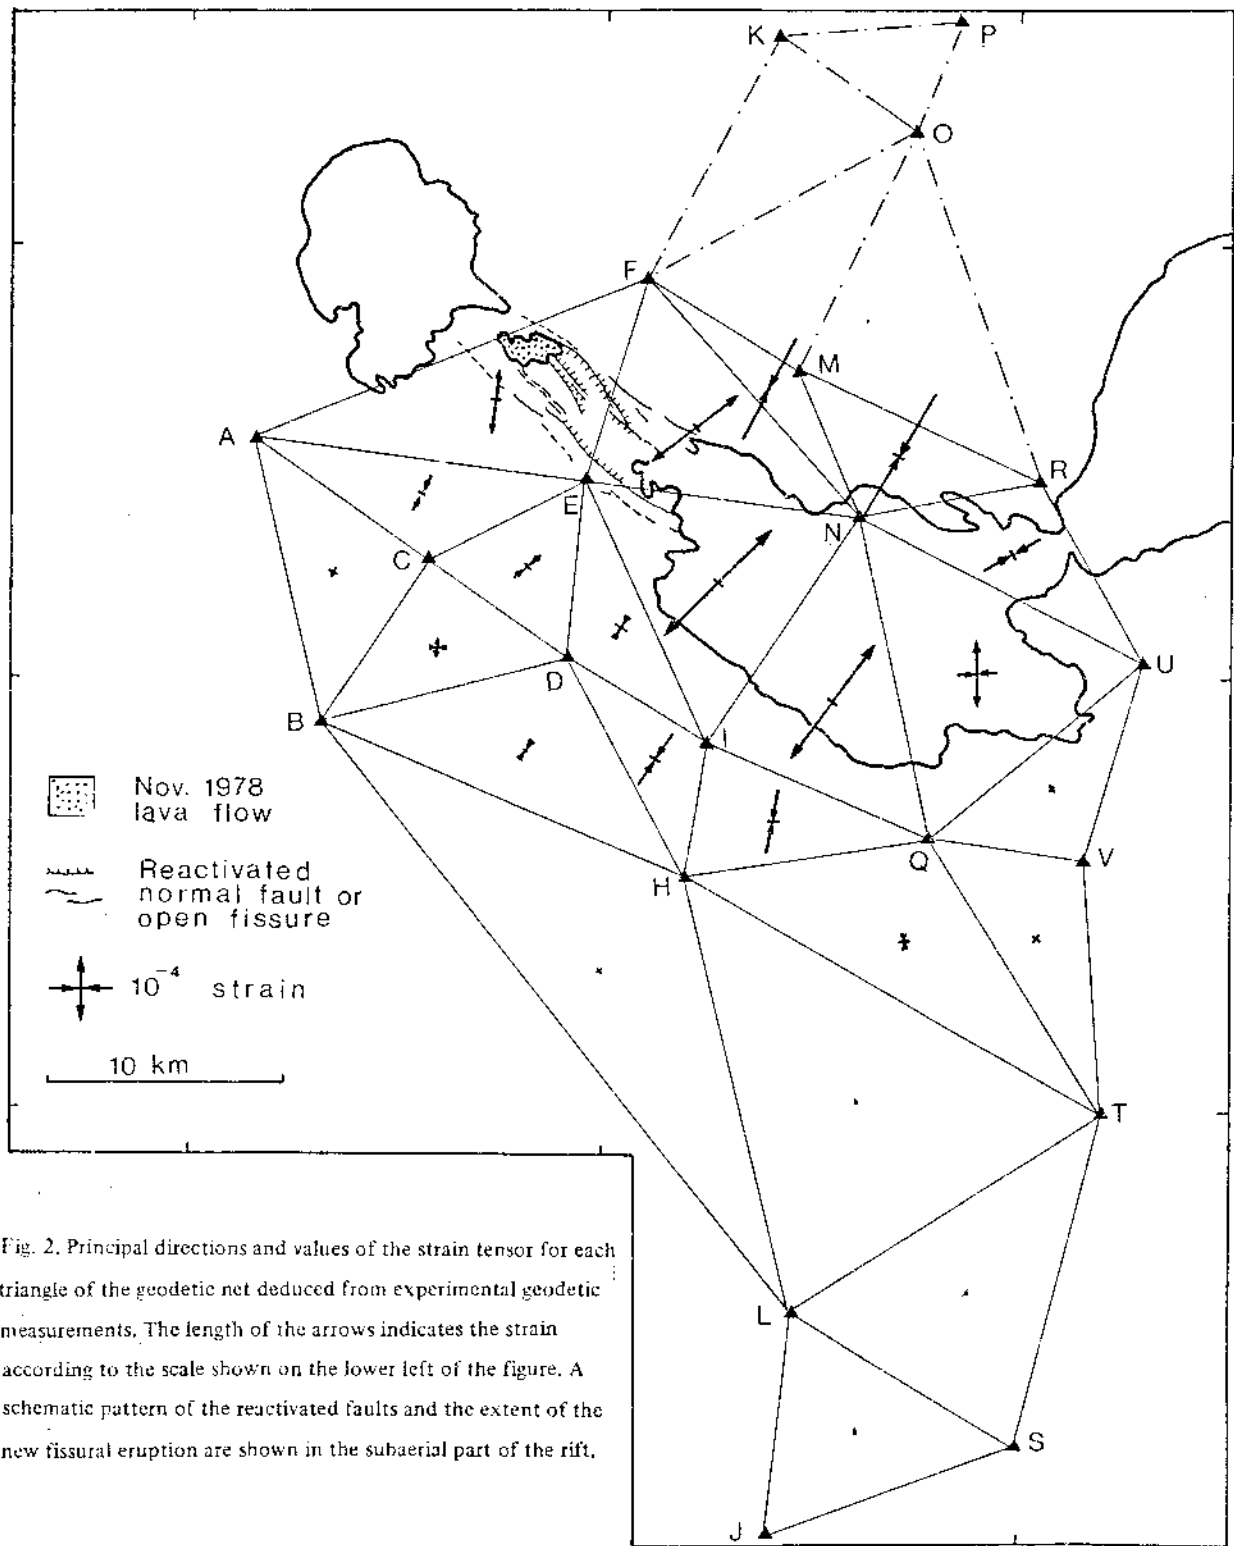 K
P
O
F
M
A
R
E
N
C
D
U
B
I
Q
V
H
T
L
S
J
Nov. 1978
lava flow
Reactivated
normal fault or
open fissure
10⁻⁴ strain
10 km
Fig. 2. Principal directions and values of the strain tensor for each
triangle of the geodetic net deduced from experimental geodetic
measurements. The length of the arrows indicates the strain
according to the scale shown on the lower left of the figure. A
schematic pattern of the reactivated faults and the extent of the
new fissural eruption are shown in the subaerial part of the rift.